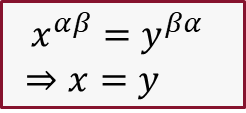 x^{αβ} = y^{βα}
⇒ x = y